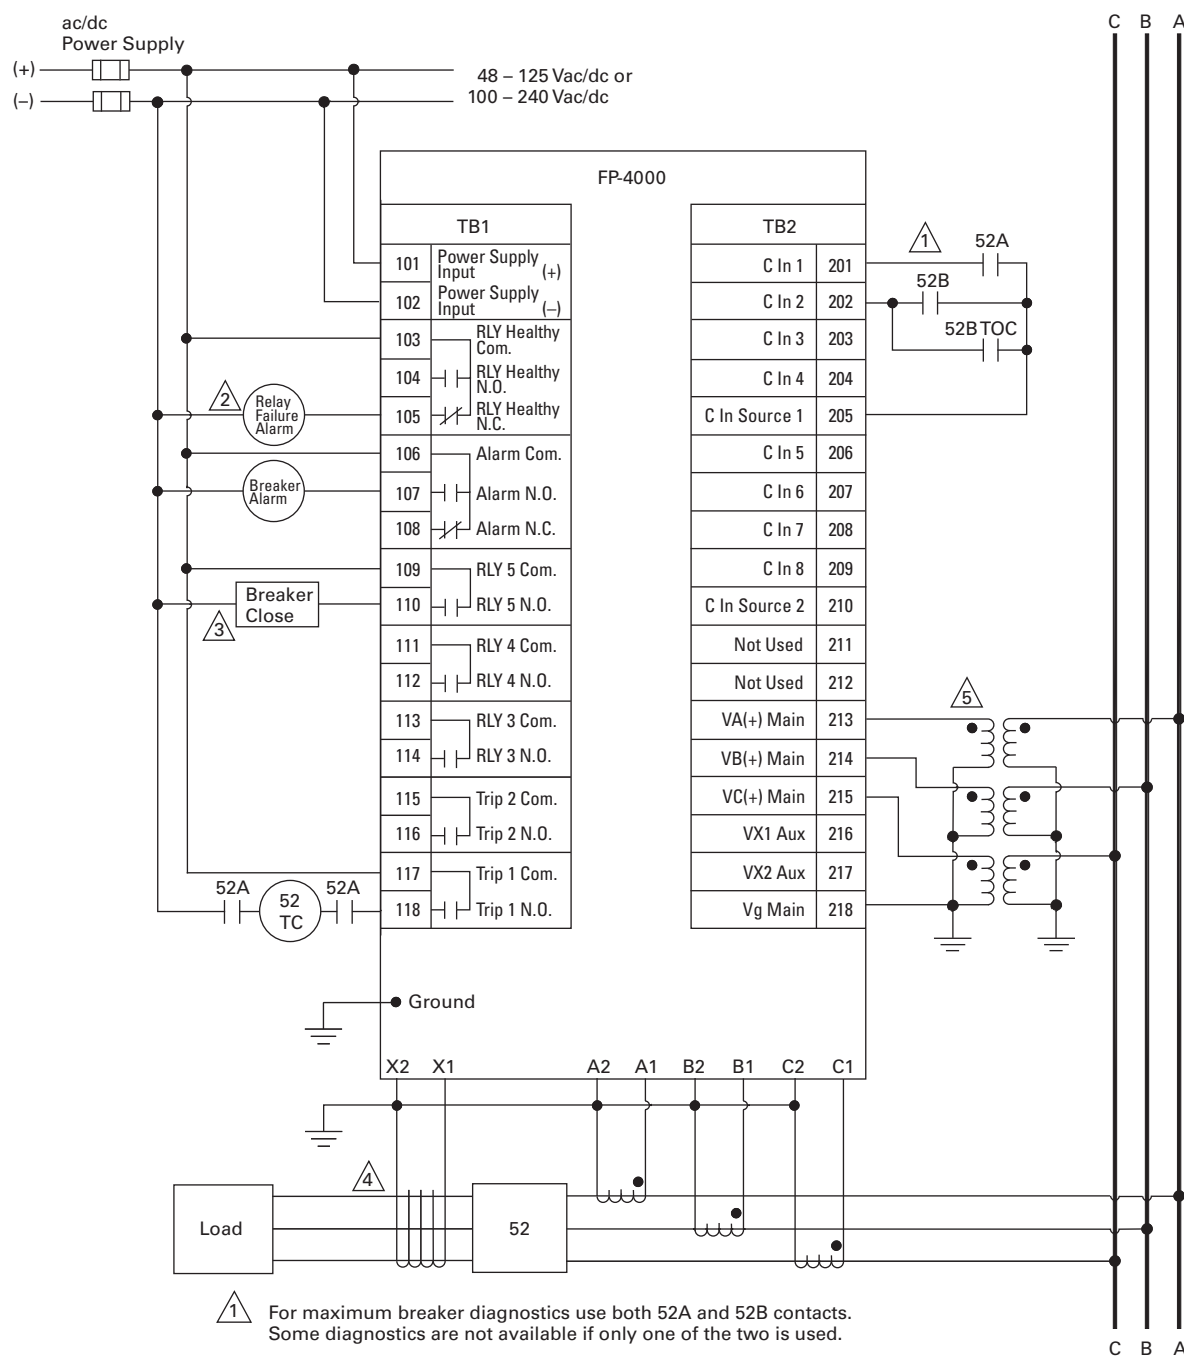 ac/dc
Power Supply
(+)
(–)
48 – 125 Vac/dc or
100 – 240 Vac/dc
C B A
FP-4000
TB1
101 Power Supply
Input (+)
102 Power Supply
Input (–)
103 RLY Healthy
Com.
104 RLY Healthy
N.O.
105 RLY Healthy
N.C.
106 Alarm Com.
107 Alarm N.O.
108 Alarm N.C.
109 RLY 5 Com.
110 RLY 5 N.O.
111 RLY 4 Com.
112 RLY 4 N.O.
113 RLY 3 Com.
114 RLY 3 N.O.
115 Trip 2 Com.
116 Trip 2 N.O.
117 Trip 1 Com.
118 Trip 1 N.O.
2
Relay
Failure
Alarm
Breaker
Alarm
Breaker
Close
3
52A
52
TC
52A
TB2
C In 1 201
C In 2 202
C In 3 203
C In 4 204
C In Source 1 205
C In 5 206
C In 6 207
C In 7 208
C In 8 209
C In Source 2 210
Not Used 211
Not Used 212
VA(+) Main 213
VB(+) Main 214
VC(+) Main 215
VX1 Aux 216
VX2 Aux 217
Vg Main 218
1
52A
52B
52B TOC
5
Ground
X2 X1 A2 A1 B2 B1 C2 C1
4
Load
52
1 For maximum breaker diagnostics use both 52A and 52B contacts.
Some diagnostics are not available if only one of the two is used.
C B A